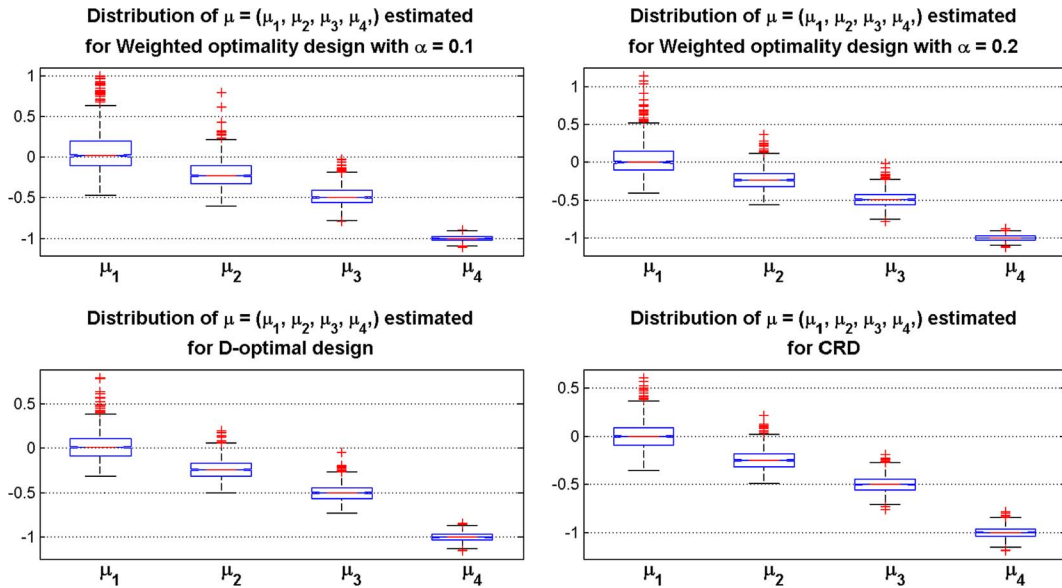 Distribution of μ = (μ₁, μ₂, μ₃, μ₄,) estimated
for Weighted optimality design with α = 0.1
1
0.5
0
-0.5
-1
μ₁ μ₂ μ₃ μ₄
Distribution of μ = (μ₁, μ₂, μ₃, μ₄,) estimated
for Weighted optimality design with α = 0.2
1
0.5
0
-0.5
-1
μ₁ μ₂ μ₃ μ₄
Distribution of μ = (μ₁, μ₂, μ₃, μ₄,) estimated
for D-optimal design
0.5
0
-0.5
-1
μ₁ μ₂ μ₃ μ₄
Distribution of μ = (μ₁, μ₂, μ₃, μ₄,) estimated
for CRD
0.5
0
-0.5
-1
μ₁ μ₂ μ₃ μ₄